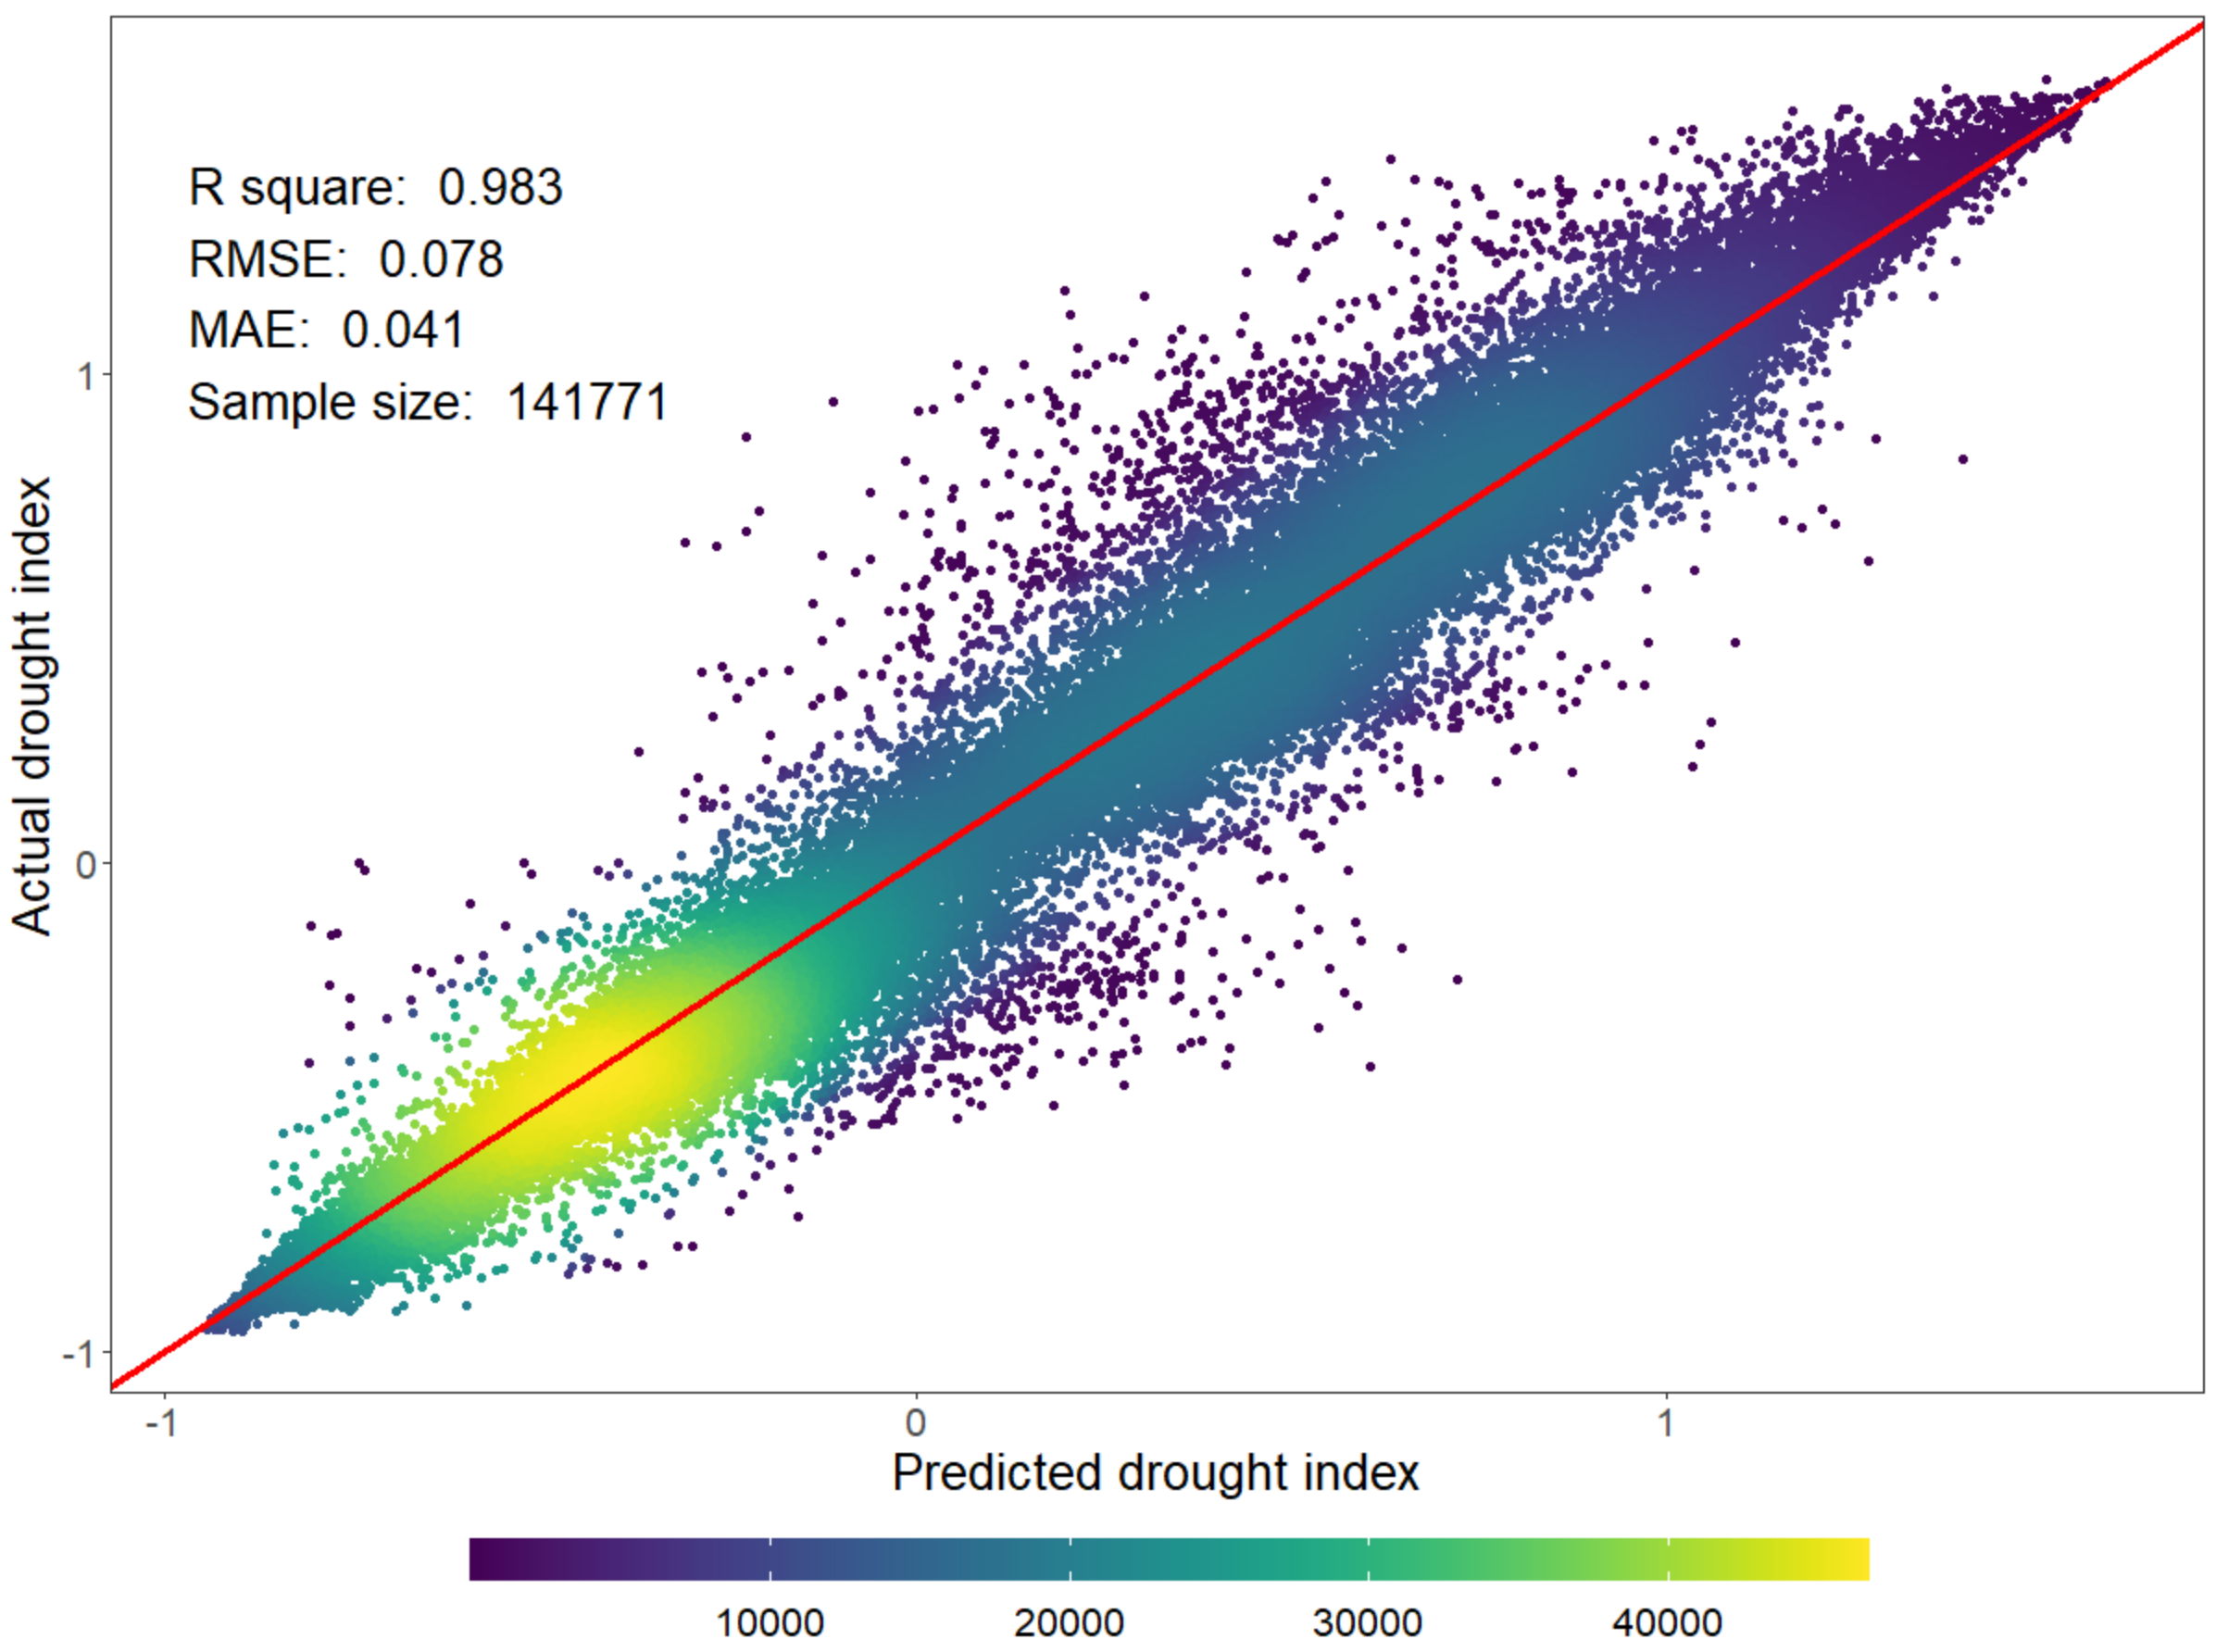 R square: 0.983
RMSE: 0.078
MAE: 0.041
Sample size: 141771
Actual drought index
1
0
-1
-1 0 1
Predicted drought index
10000 20000 30000 40000